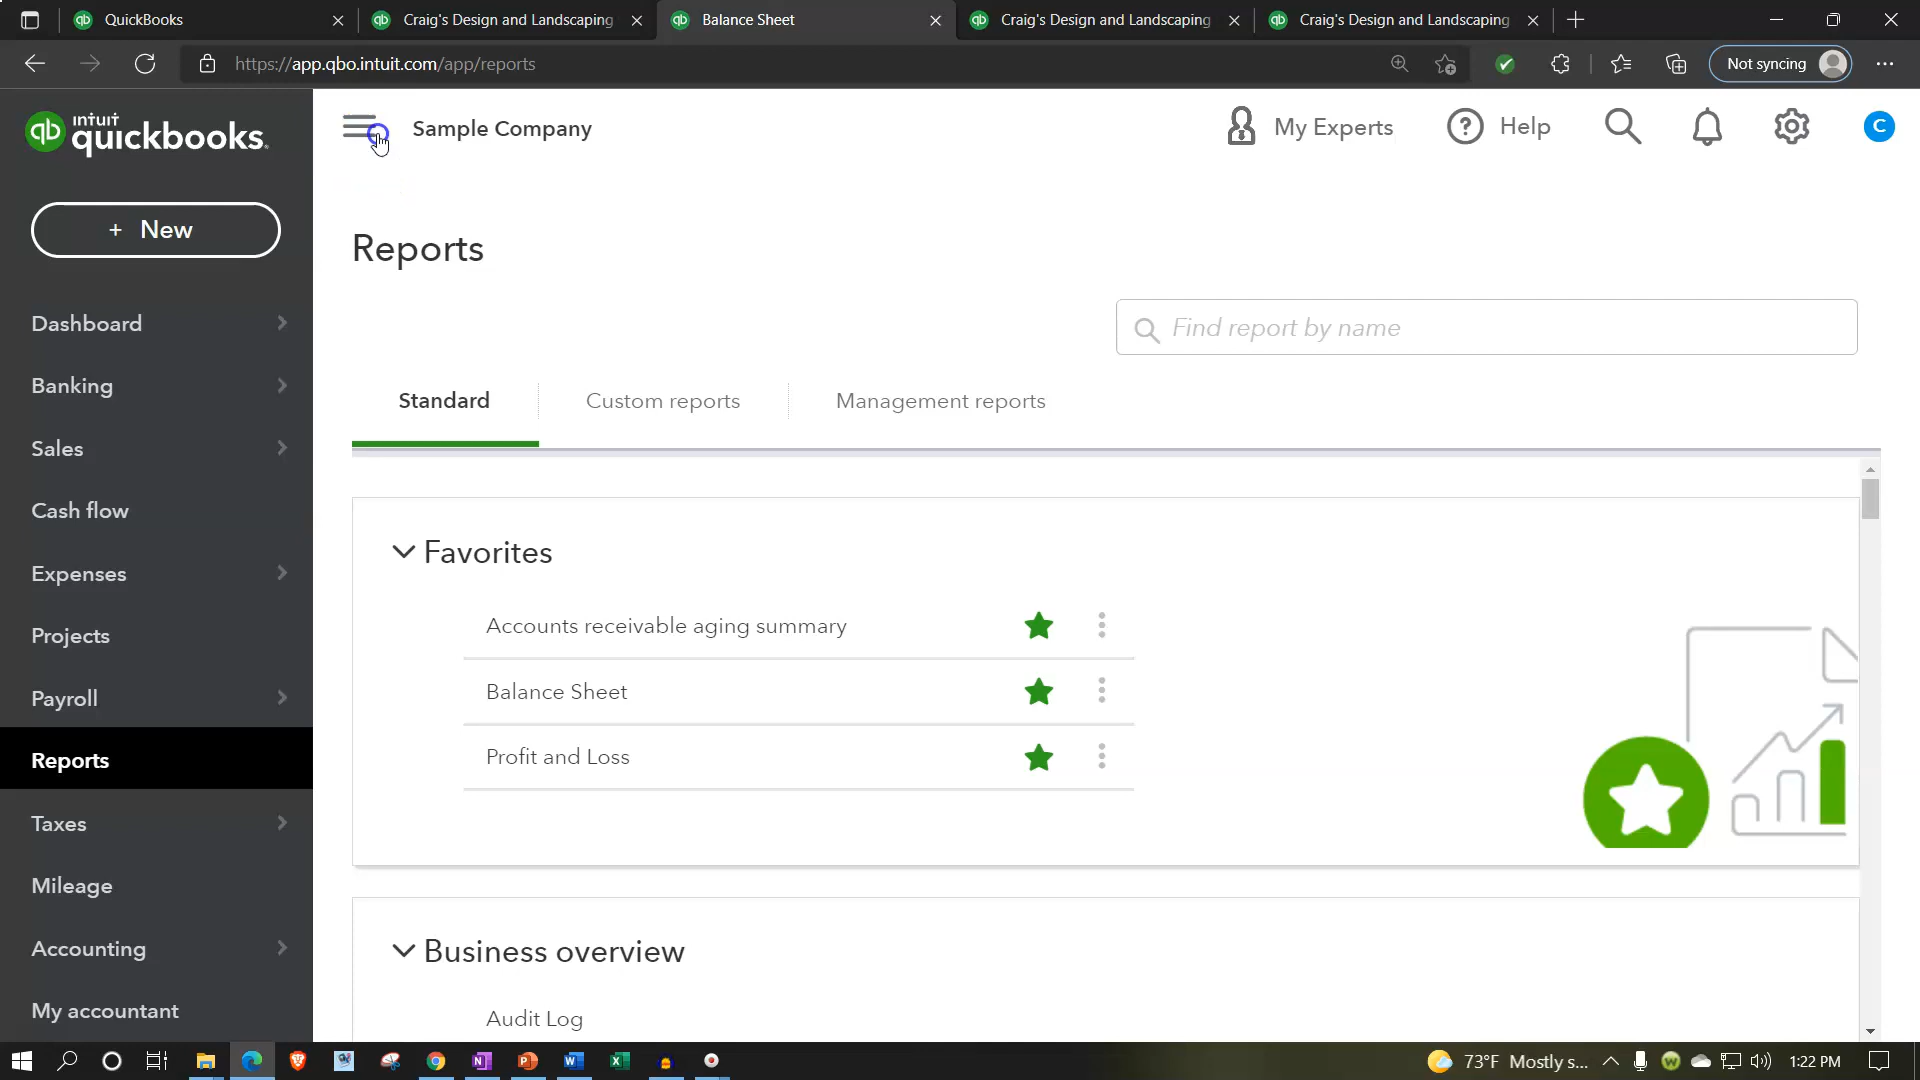 QuickBooks
Craig's Design and Landscaping
Balance Sheet
Craig's Design and Landscaping
Craig's Design and Landscaping
https://app.qbo.intuit.com/app/reports
Not syncing
qb intuit quickbooks.
Sample Company
My Experts
Help
C
+ New
Reports
Find report by name
Dashboard
Banking
Sales
Cash flow
Expenses
Projects
Payroll
Reports
Taxes
Mileage
Accounting
My accountant
Standard
Custom reports
Management reports
Favorites
Accounts receivable aging summary
Balance Sheet
Profit and Loss
Business overview
Audit Log
73°F Mostly s...
1:22 PM